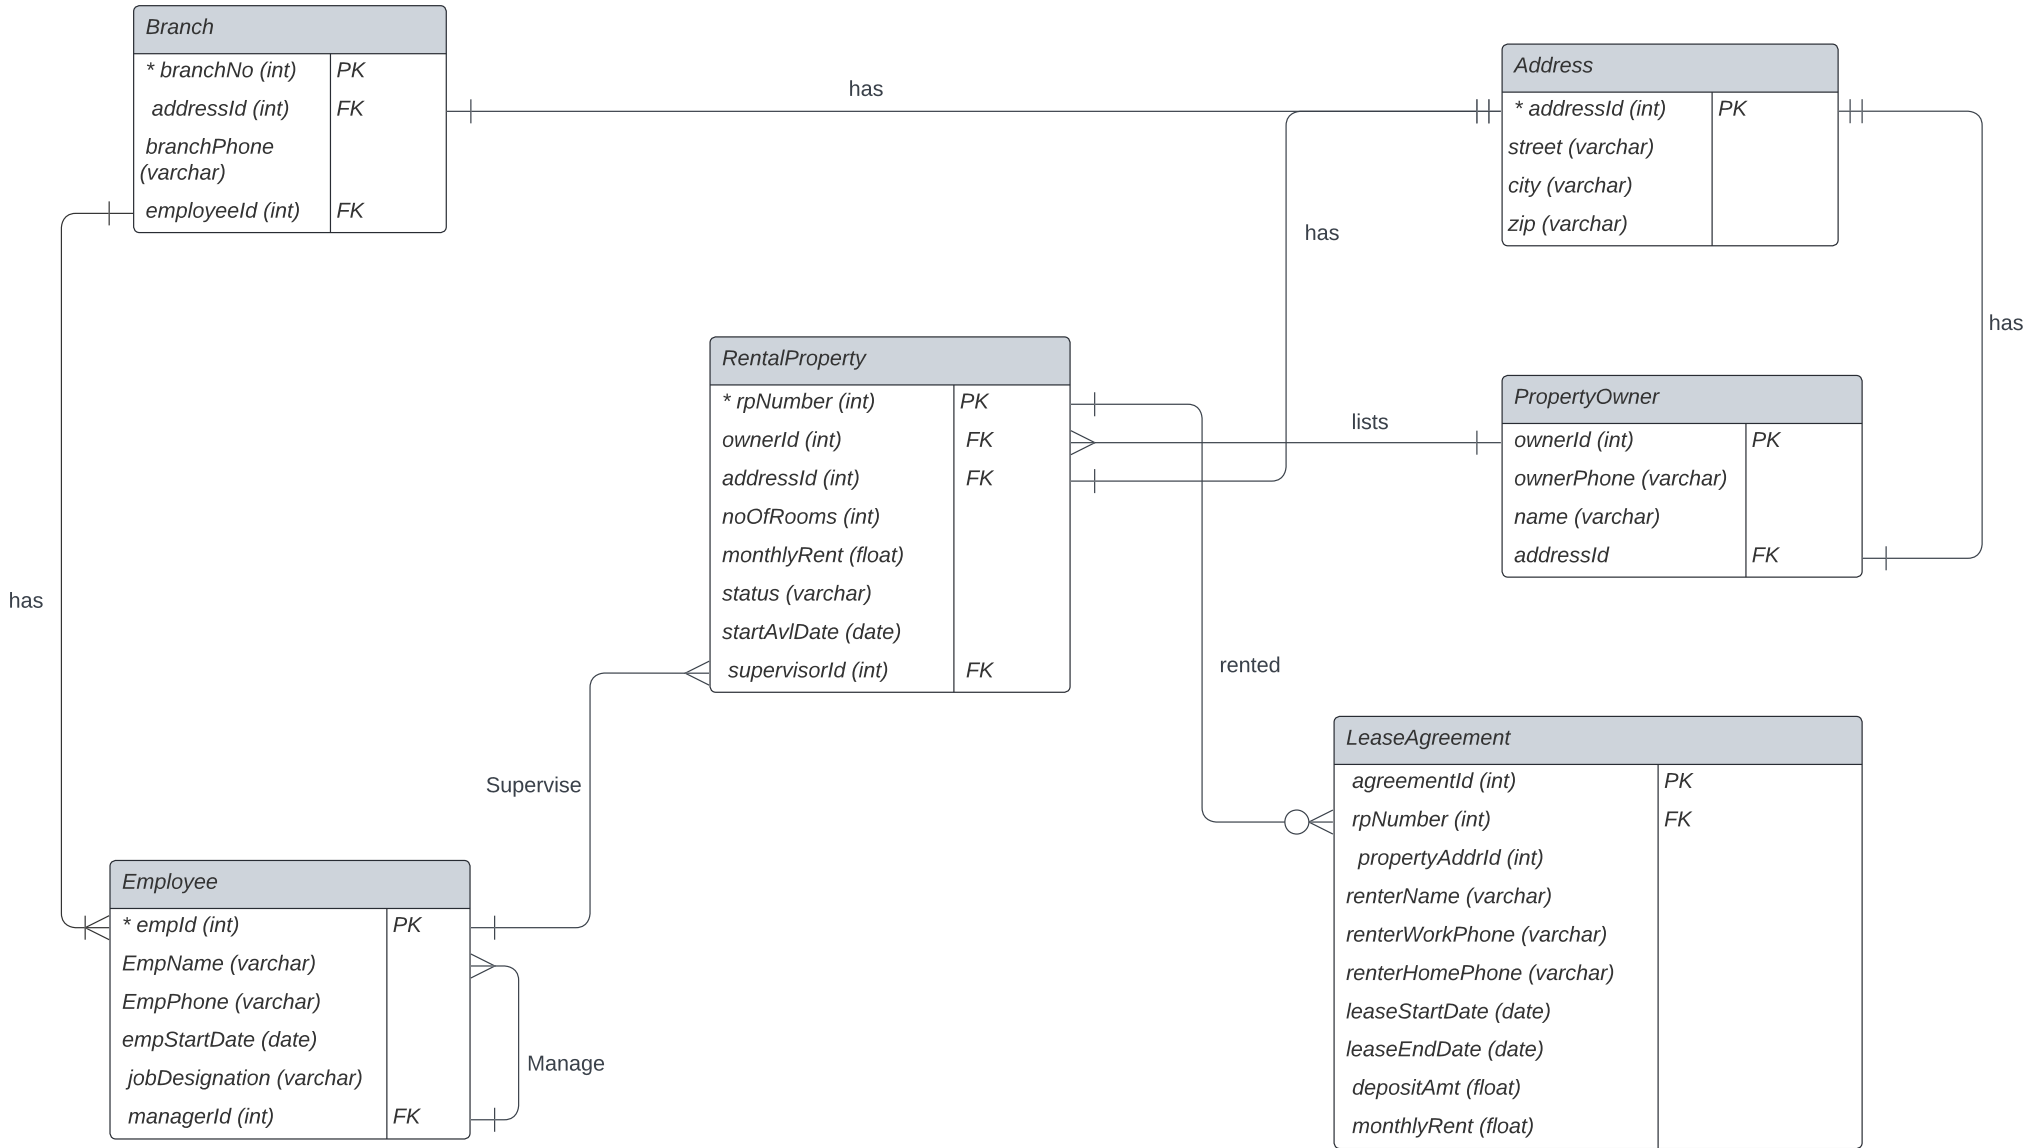 Branch
* branchNo (int) PK
addressId (int) FK
branchPhone
(varchar)
employeeId (int) FK
has
Address
* addressId (int) PK
street (varchar)
city (varchar)
zip (varchar)
has
has
RentalProperty
* rpNumber (int) PK
ownerId (int) FK
addressId (int) FK
noOfRooms (int)
monthlyRent (float)
status (varchar)
startAvlDate (date)
supervisorId (int) FK
lists
PropertyOwner
ownerId (int) PK
ownerPhone (varchar)
name (varchar)
addressId FK
has
rented
Supervise
LeaseAgreement
agreementId (int) PK
rpNumber (int) FK
propertyAddrId (int)
renterName (varchar)
renterWorkPhone (varchar)
renterHomePhone (varchar)
leaseStartDate (date)
leaseEndDate (date)
depositAmt (float)
monthlyRent (float)
Employee
* empId (int) PK
EmpName (varchar)
EmpPhone (varchar)
empStartDate (date)
jobDesignation (varchar)
managerId (int) FK
Manage